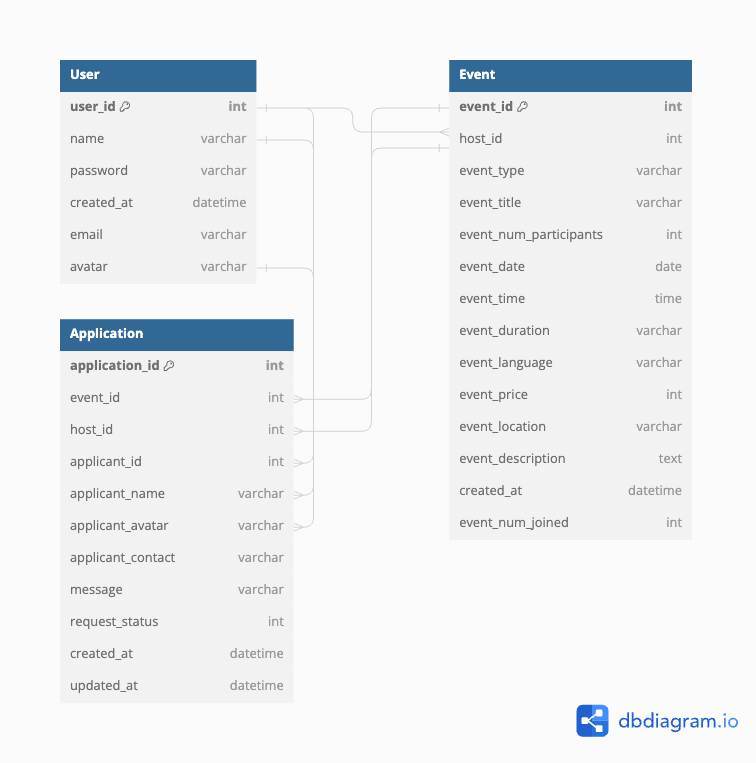 User
user_id int
name varchar
password varchar
created_at datetime
email varchar
avatar varchar
Application
application_id int
event_id int
host_id int
applicant_id int
applicant_name varchar
applicant_avatar varchar
applicant_contact varchar
message varchar
request_status int
created_at datetime
updated_at datetime
Event
event_id int
host_id int
event_type varchar
event_title varchar
event_num_participants int
event_date date
event_time time
event_duration varchar
event_language varchar
event_price int
event_location varchar
event_description text
created_at datetime
event_num_joined int
dbdiagram.io